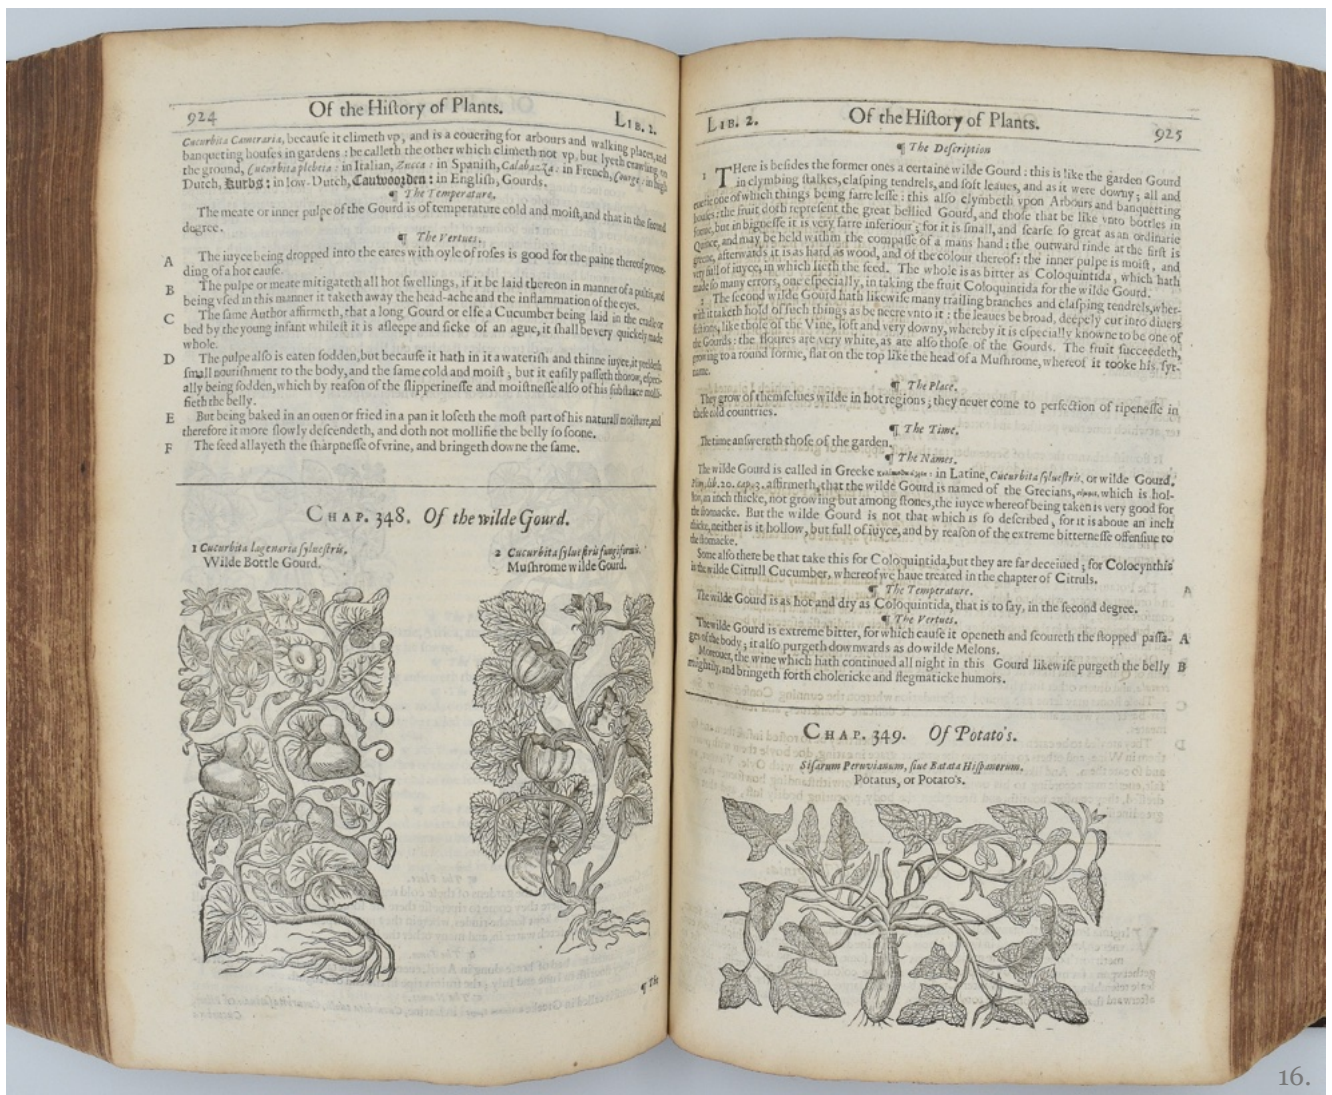 924 Of the Hiſtory of Plants. LIB. 2.
Cucurbita Cameraria, becauſe it climeth vp, and is a couering for arbours and walking places, and
banqueting houſes in gardens : he calleth the other which climeth not vp, but lyeth crawling on
the ground, Cucurbita plebeia : in Italian, Zucca : in Spaniſh, Calabazza : in French, Courge : in high
Dutch, Kurbs : in low-Dutch, Cauwoorden : in Engliſh, Gourds.
¶ The Temperature.
The meate or inner pulpe of the Gourd is of temperature cold and moiſt, and that in the ſecond
degree.
¶ The Vertues.
A The iuyce being dropped into the eares with oyle of roſes is good for the paine thereof procee-
ding of a hot cauſe.
B The pulpe or meate mitigateth all hot ſwellings, if it be laid thereon in manner of a pultis, and
being vſed in this manner it taketh away the head-ache and the inflammation of the eyes.
C The ſame Author affirmeth, that a long Gourd or elſe a Cucumber being laid in the cradle or
bed by the young infant whileſt it is aſleepe and ſicke of an ague, it ſhall be very quickely made
whole.
D The pulpe alſo is eaten ſodden, but becauſe it hath in it a wateriſh and thinne iuyce, it yeeldeth
ſmall nouriſhment to the body, and the ſame cold and moiſt ; but it eaſily paſſeth thorow, eſpeci-
ally being ſodden, which by reaſon of the ſlipperineſſe and moiſtneſſe alſo of his ſubſtance molli-
fieth the belly.
E But being baked in an ouen or fried in a pan it loſeth the moſt part of his naturall moiſture, and
therefore it more ſlowly deſcendeth, and doth not mollifie the belly ſo ſoone.
F The ſeed allayeth the ſharpneſſe of vrine, and bringeth downe the ſame.
CHAP. 348. Of the wilde Gourd.
1 Cucurbita lagenaria ſylueſtris.
Wilde Bottle Gourd.
2 Cucurbita ſylueſtris fungiformis.
Muſhrome wilde Gourd.
¶ The
LIB. 2. Of the Hiſtory of Plants. 925
¶ The Deſcription
1 THere is beſides the former ones a certaine wilde Gourd : this is like the garden Gourd
in clymbing ſtalkes, claſping tendrels, and ſoft leaues, and as it were downy ; all and
euerie one of which things being farre leſſe : this alſo clymbeth vpon Arbours and banquetting
houſes : the fruit doth repreſent the great bellied Gourd, and thoſe that be like vnto bottles in
forme, but in bigneſſe it is very farre inferiour ; for it is ſmall, and ſcarſe ſo great as an ordinarie
Quince, and may be held within the compaſſe of a mans hand : the outward rinde at the firſt is
greene, afterwards it is as hard as wood, and of the colour thereof : the inner pulpe is moiſt, and
very full of iuyce, in which lieth the ſeed. The whole is as bitter as Coloquintida, which hath
made ſo many errors, one eſpecially, in taking the fruit Coloquintida for the wilde Gourd.
2 The ſecond wilde Gourd hath likewiſe many trailing branches and claſping tendrels, wher-
with it taketh hold of ſuch things as be neere vnto it : the leaues be broad, deepely cut into diuers
ſections, like thoſe of the Vine, ſoft and very downy, whereby it is eſpecially knowne to be one of
the Gourds : the floures are very white, as are alſo thoſe of the Gourds. The fruit ſucceedeth,
growing to a round forme, flat on the top like the head of a Muſhrome, whereof it tooke his ſyr-
name.
¶ The Place.
They grow of themſelues wilde in hot regions ; they neuer come to perfection of ripeneſſe in
theſe cold countries.
¶ The Time.
The time anſwereth thoſe of the garden.
¶ The Names.
The wilde Gourd is called in Greeke : in Latine, Cucurbita ſylueſtris, or wilde Gourd.
Plin. lib. 20. cap. 3. affirmeth, that the wilde Gourd is named of the Grecians, which is hol-
low, an inch thicke, not growing but among ſtones, the iuyce whereof being taken is very good for
the ſtomacke. But the wilde Gourd is not that which is ſo deſcribed, for it is aboue an inch
thicke, neither is it hollow, but full of iuyce, and by reaſon of the extreme bitterneſſe offenſiue to
the ſtomacke.
Some alſo there be that take this for Coloquintida, but they are far deceiued ; for Colocynthis
is the wilde Citrull Cucumber, whereof we haue treated in the chapter of Citruls.
¶ The Temperature.
The wilde Gourd is as hot and dry as Coloquintida, that is to ſay, in the ſecond degree.
¶ The Vertues.
The wilde Gourd is extreme bitter, for which cauſe it openeth and ſcoureth the ſtopped paſſa- A
ges of the body ; it alſo purgeth downwards as do wilde Melons.
Moreouer, the wine which hath continued all night in this Gourd likewiſe purgeth the belly B
mightily, and bringeth forth cholericke and flegmaticke humors.
CHAP. 349. Of Potato's.
Siſarum Peruvianum, ſiue Batata Hiſpanorum.
Potatus, or Potato's.
16.